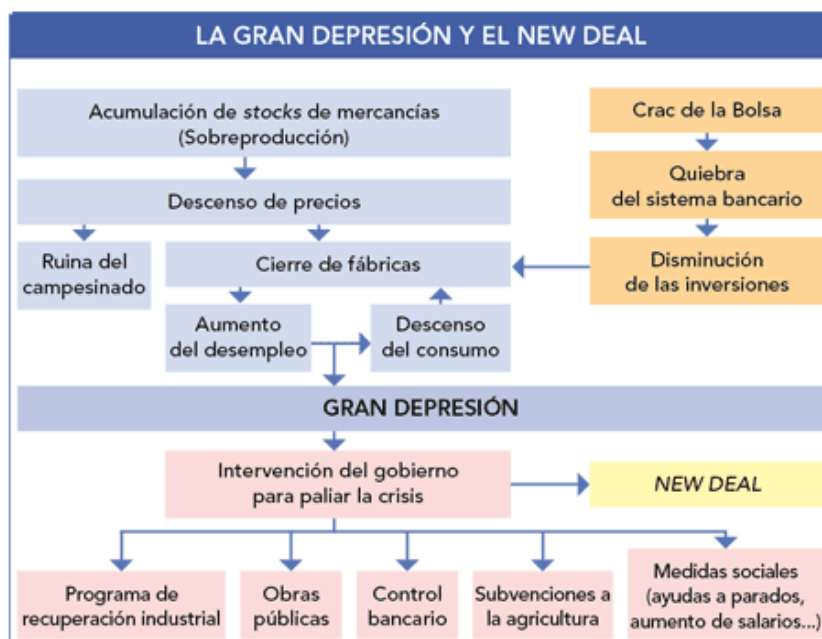 LA GRAN DEPRESIÓN Y EL NEW DEAL
Acumulación de stocks de mercancías
(Sobreproducción)
Crac de la Bolsa
Quiebra
del sistema bancario
Descenso de precios
Ruina del
campesinado
Cierre de fábricas
Disminución
de las inversiones
Aumento
del desempleo
Descenso
del consumo
GRAN DEPRESIÓN
Intervención del gobierno
para paliar la crisis
NEW DEAL
Programa de
recuperación industrial
Obras
públicas
Control
bancario
Subvenciones a
la agricultura
Medidas sociales
(ayudas a parados,
aumento de salarios...)